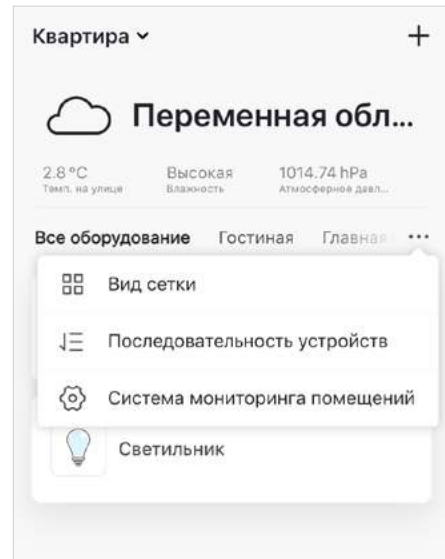 Квартира
Переменная обл...
2.8 °C Высокая 1014.74 hPa
Темп. на улице Влажность Атмосферное давл...
Все оборудование Гостиная Главная
Вид сетки
Последовательность устройств
Система мониторинга помещений
Светильник